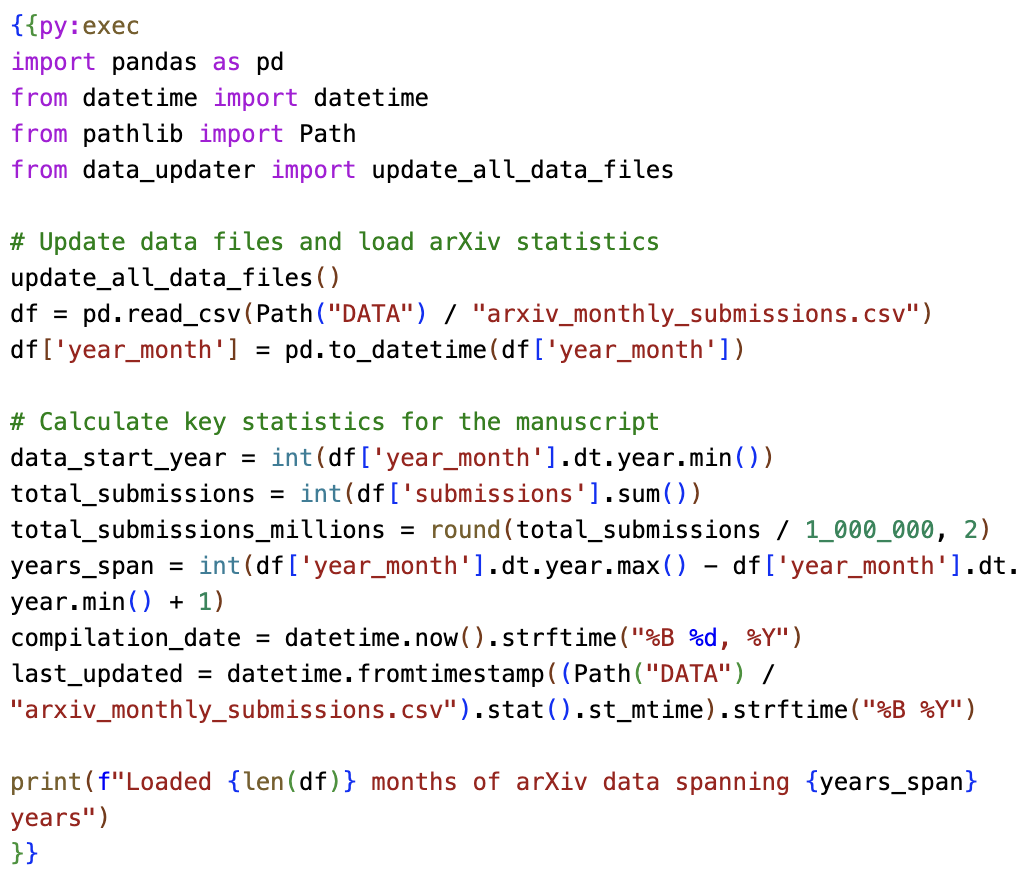 {{py:exec
import pandas as pd
from datetime import datetime
from pathlib import Path
from data_updater import update_all_data_files

# Update data files and load arXiv statistics
update_all_data_files()
df = pd.read_csv(Path("DATA") / "arxiv_monthly_submissions.csv")
df['year_month'] = pd.to_datetime(df['year_month'])

# Calculate key statistics for the manuscript
data_start_year = int(df['year_month'].dt.year.min())
total_submissions = int(df['submissions'].sum())
total_submissions_millions = round(total_submissions / 1_000_000, 2)
years_span = int(df['year_month'].dt.year.max() - df['year_month'].dt.
year.min() + 1)
compilation_date = datetime.now().strftime("%B %d, %Y")
last_updated = datetime.fromtimestamp((Path("DATA") /
"arxiv_monthly_submissions.csv").stat().st_mtime).strftime("%B %Y")

print(f"Loaded {len(df)} months of arXiv data spanning {years_span}
years")
}}